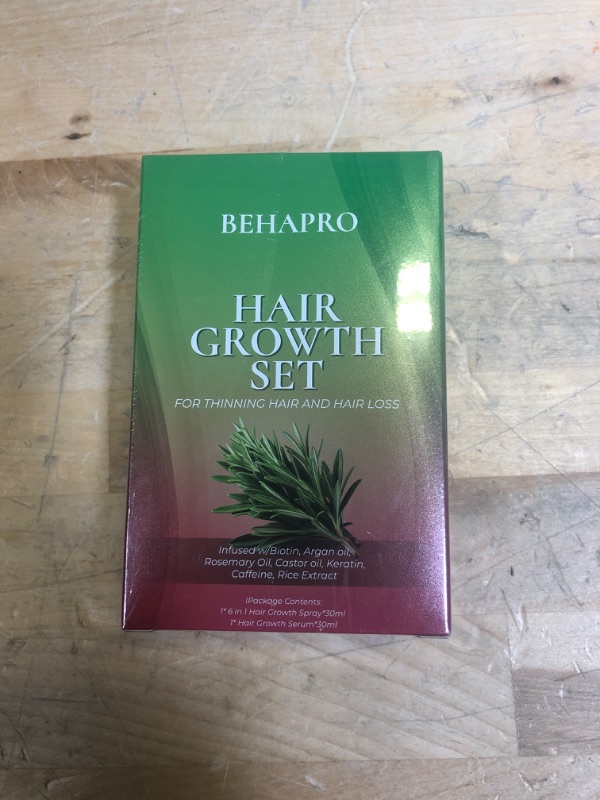 BEHAPRO
HAIR
GROWTH
SET
FOR THINNING HAIR AND HAIR LOSS
Infused w/Biotin, Argan oil,
Rosemary Oil, Castor oil, Keratin,
Caffeine, Rice Extract
(Package Contents:
1* 6 in 1 Hair Growth Spray*30ml
1* Hair Growth Serum*30ml